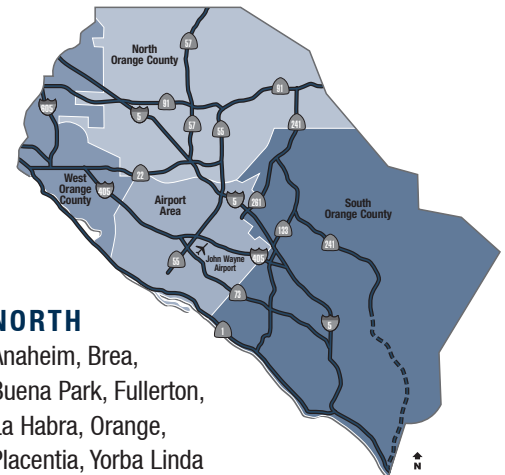 57
North
Orange County
91
605
91
5
57
55
241
22
West
Orange
County
405
Airport
Area
5
261
South
Orange County
133
241
55
John Wayne
Airport
405
73
1
5
NORTH
Anaheim, Brea,
Buena Park, Fullerton,
La Habra, Orange,
Placentia, Yorba Linda
N